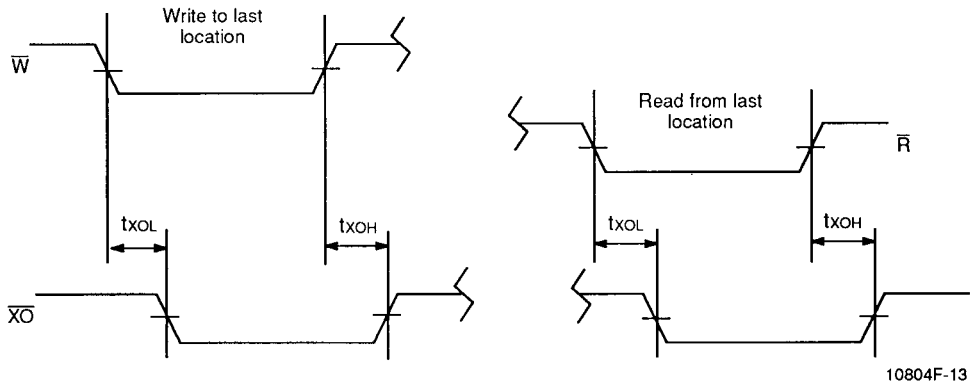 Write to last
location
W
Read from last
location
R
tXOL
tXOH
tXOL
tXOH
XO
10804F-13